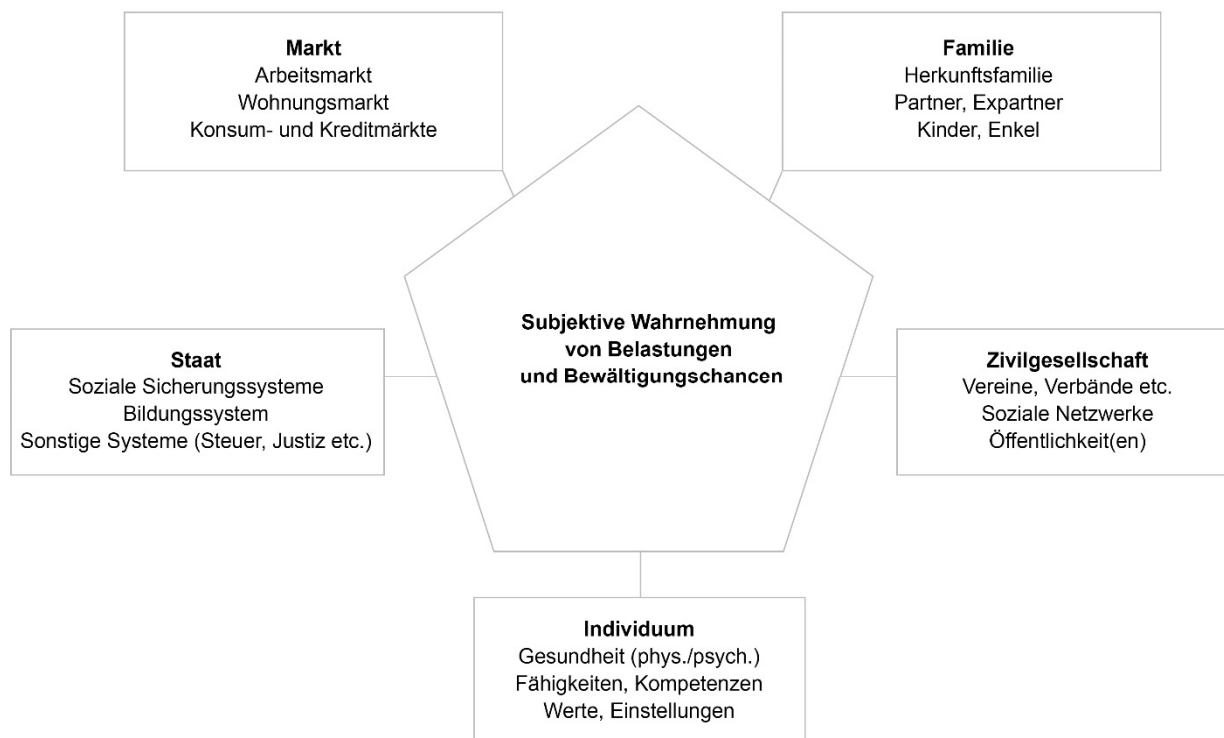 Markt
Arbeitsmarkt
Wohnungsmarkt
Konsum- und Kreditmärkte
Familie
Herkunftsfamilie
Partner, Expartner
Kinder, Enkel
Subjektive Wahrnehmung
von Belastungen
und Bewältigungschancen
Staat
Soziale Sicherungssysteme
Bildungssystem
Sonstige Systeme (Steuer, Justiz etc.)
Zivilgesellschaft
Vereine, Verbände etc.
Soziale Netzwerke
Öffentlichkeit(en)
Individuum
Gesundheit (phys./psych.)
Fähigkeiten, Kompetenzen
Werte, Einstellungen